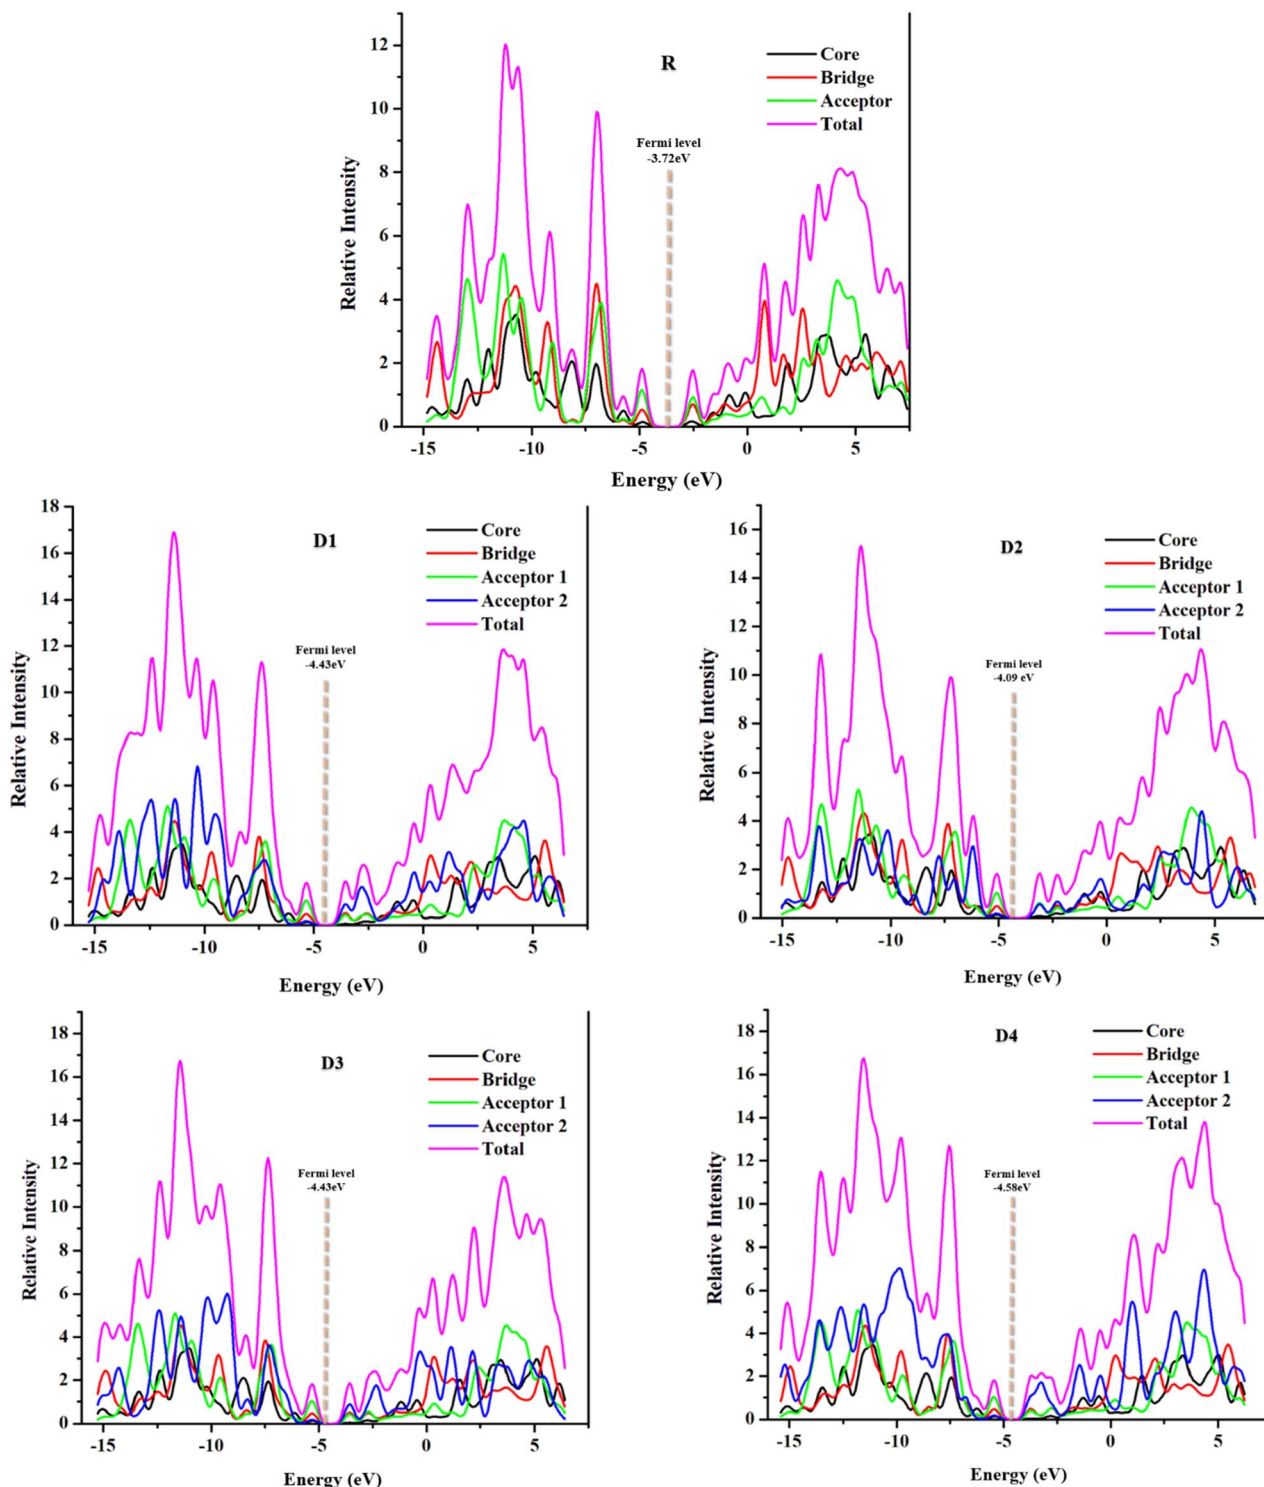 R
Core
Bridge
Acceptor
Total
Fermi level
-3.72eV
12
10
8
6
4
2
0
Relative Intensity
-15
-10
-5
0
5
Energy (eV)
D1
Core
Bridge
Acceptor 1
Acceptor 2
Total
Fermi level
-4.43eV
18
16
14
12
10
8
6
4
2
0
Relative Intensity
-15
-10
-5
0
5
Energy (eV)
D2
Core
Bridge
Acceptor 1
Acceptor 2
Total
Fermi level
-4.09 eV
16
14
12
10
8
6
4
2
0
Relative Intensity
-15
-10
-5
0
5
Energy (eV)
D3
Core
Bridge
Acceptor 1
Acceptor 2
Total
Fermi level
-4.43eV
18
16
14
12
10
8
6
4
2
0
Relative Intensity
-15
-10
-5
0
5
Energy (eV)
D4
Core
Bridge
Acceptor 1
Acceptor 2
Total
Fermi level
-4.58eV
18
16
14
12
10
8
6
4
2
0
Relative Intensity
-15
-10
-5
0
5
Energy (eV)